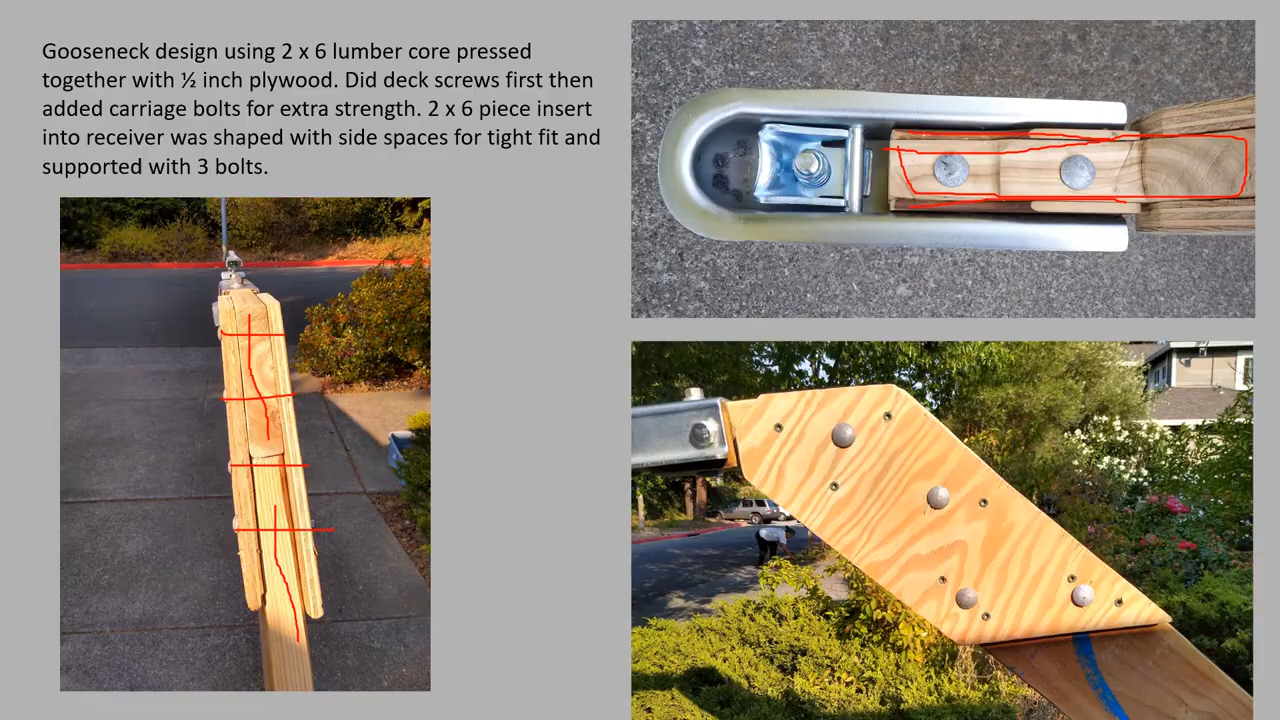 Gooseneck design using 2 x 6 lumber core pressed
together with ½ inch plywood. Did deck screws first then
added carriage bolts for extra strength. 2 x 6 piece insert
into receiver was shaped with side spaces for tight fit and
supported with 3 bolts.